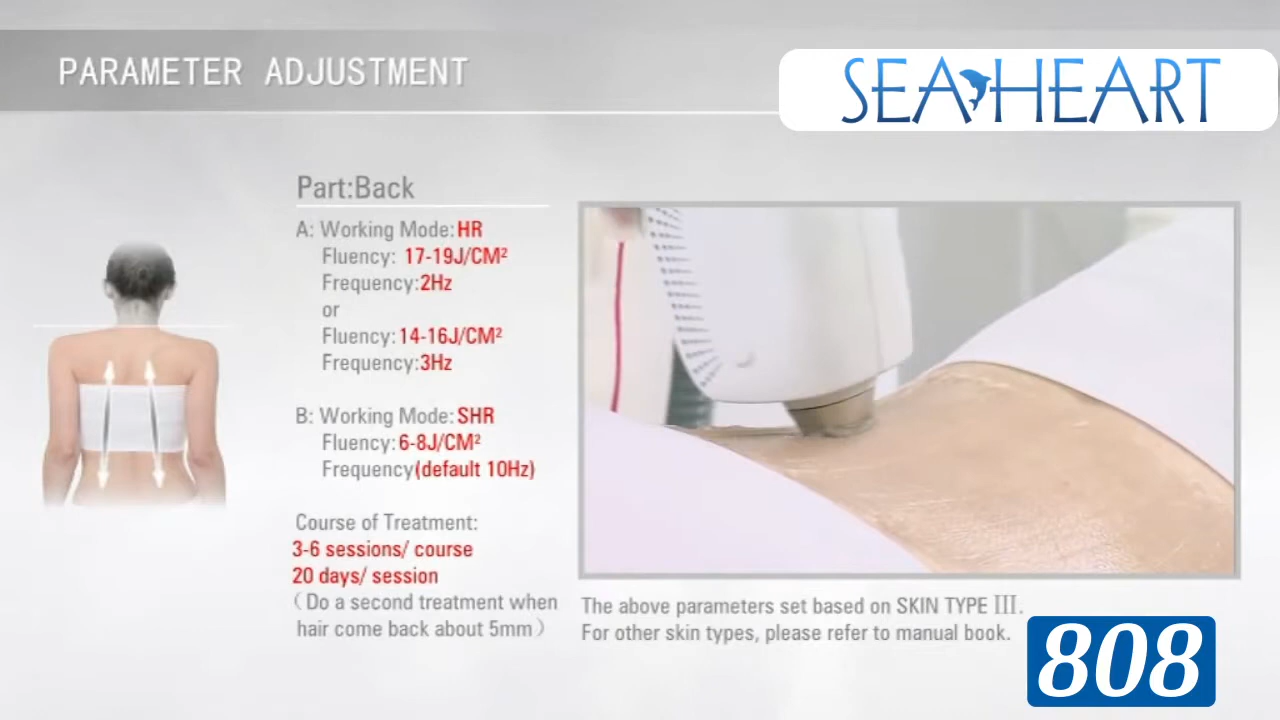 PARAMETER ADJUSTMENT
SEA HEART
Part:Back
A: Working Mode: HR
Fluency: 17-19J/CM²
Frequency:2Hz
or
Fluency: 14-16J/CM²
Frequency:3Hz
B: Working Mode: SHR
Fluency: 6-8J/CM²
Frequency(default 10Hz)
Course of Treatment:
3-6 sessions/ course
20 days/ session
（Do a second treatment when
hair come back about 5mm）
The above parameters set based on SKIN TYPE Ⅲ.
For other skin types, please refer to manual book.
808